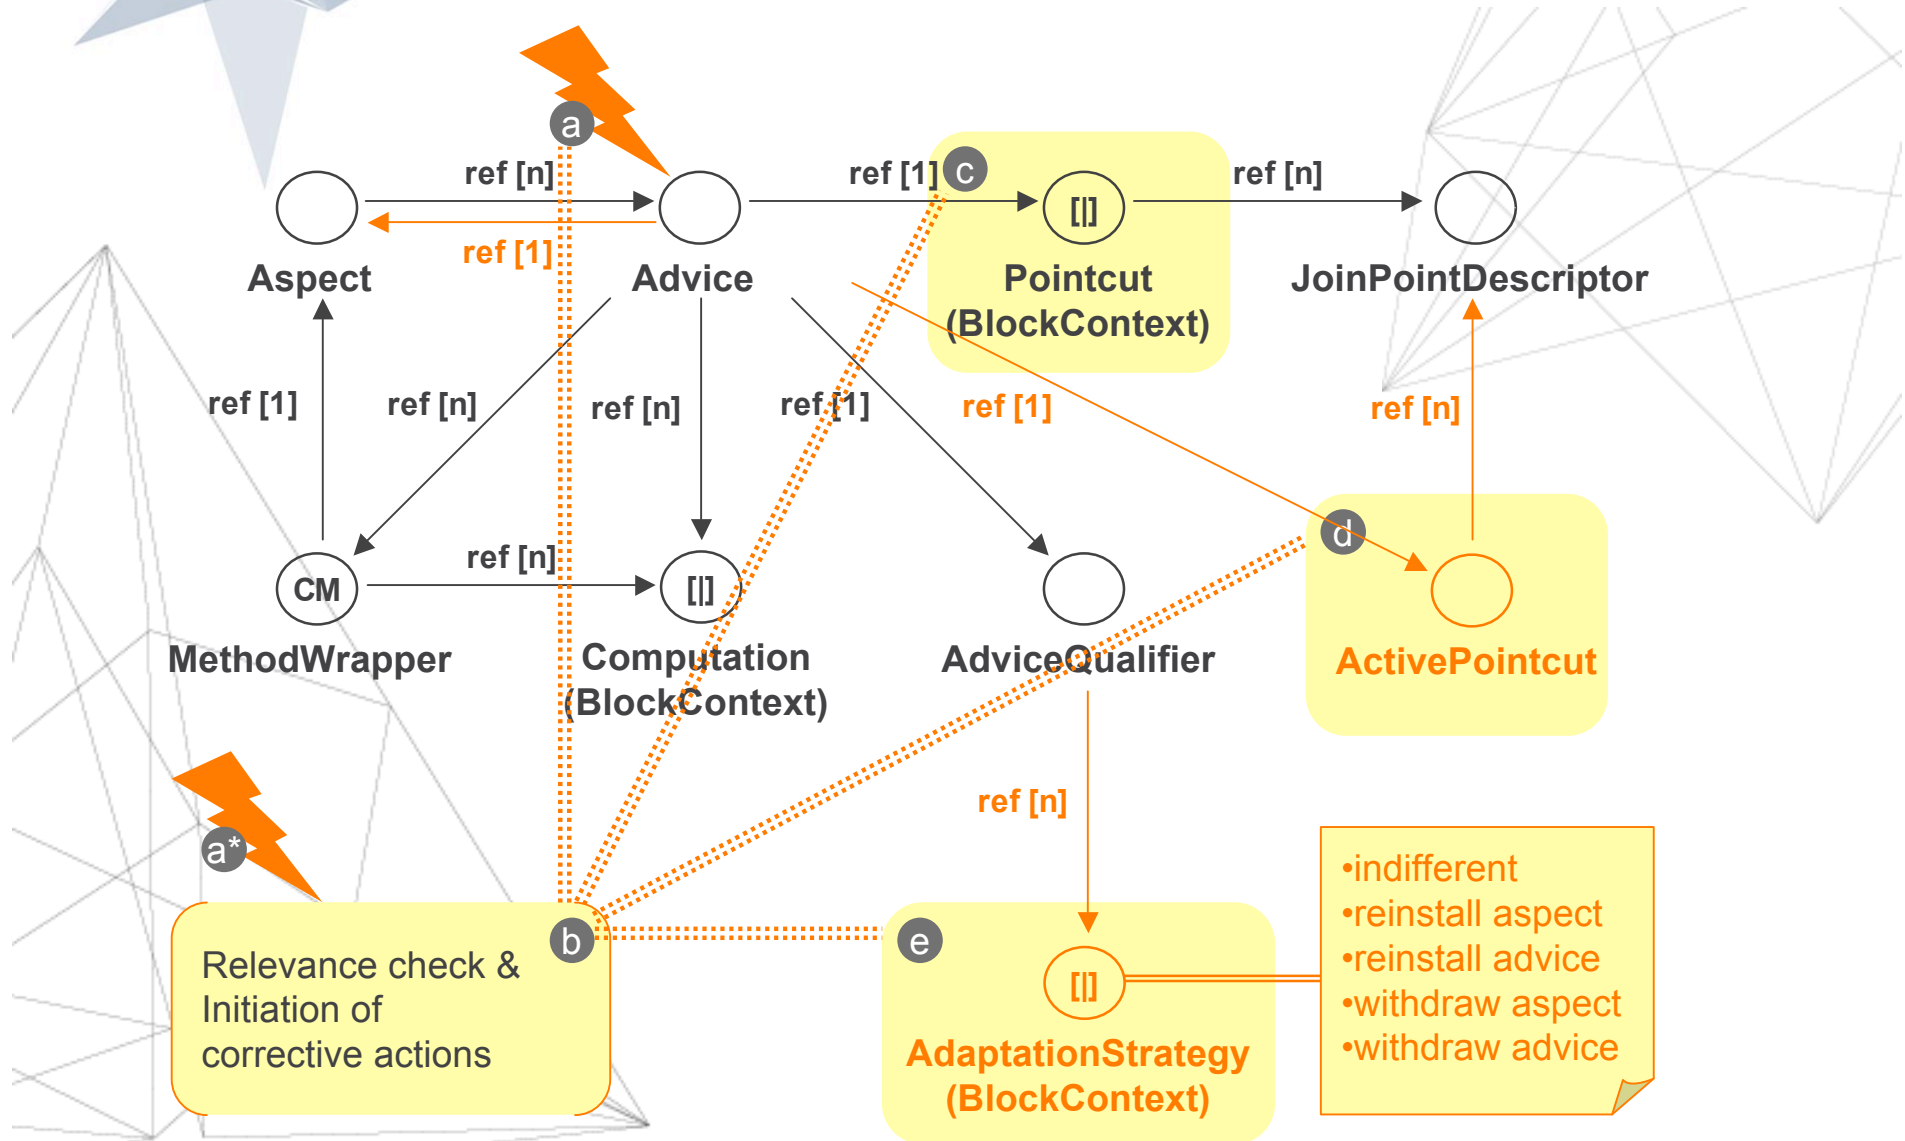 a
ref [n]
ref [1]
c
ref [n]
[|]
ref [1]
Aspect
Advice
Pointcut
(BlockContext)
JoinPointDescriptor
ref [1]
ref [n]
ref [n]
ref [1]
ref [1]
ref [n]
d
ref [n]
CM
[|]
MethodWrapper
Computation
(BlockContext)
AdviceQualifier
ActivePointcut
ref [n]
a*
b
e
Relevance check &
Initiation of
corrective actions
[|]
AdaptationStrategy
(BlockContext)
•indifferent
•reinstall aspect
•reinstall advice
•withdraw aspect
•withdraw advice